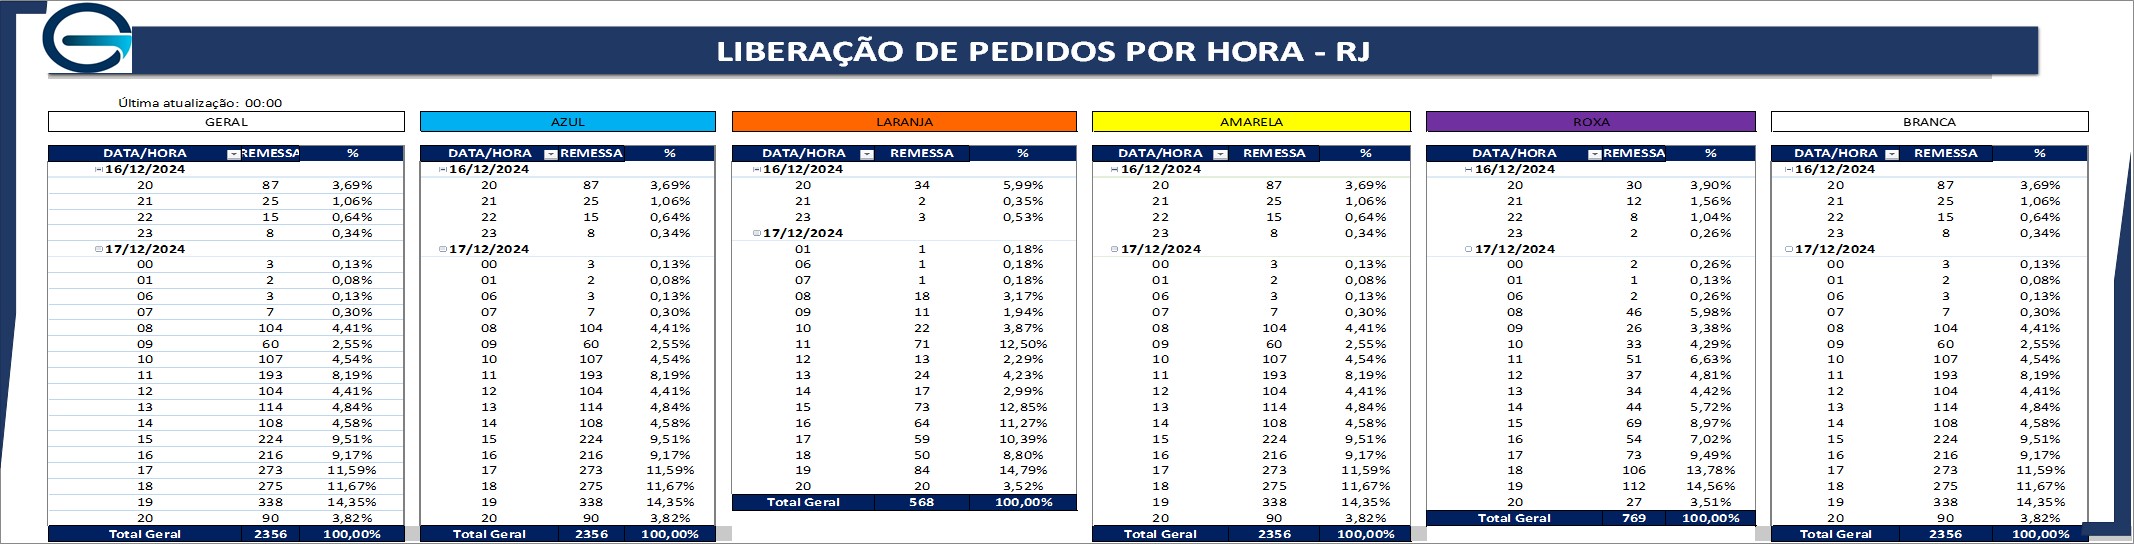 LIBERAÇÃO DE PEDIDOS POR HORA - RJ
Última atualização: 00:00
GERAL AZUL LARANJA AMARELA ROXA BRANCA
DATA/HORA REMESSA % DATA/HORA REMESSA % DATA/HORA REMESSA % DATA/HORA REMESSA % DATA/HORA REMESSA % DATA/HORA REMESSA %
16/12/2024 16/12/2024 16/12/2024 16/12/2024 16/12/2024 16/12/2024
20 87 3,69% 20 87 3,69% 20 34 5,99% 20 87 3,69% 20 30 3,90% 20 87 3,69%
21 25 1,06% 21 25 1,06% 21 2 0,35% 21 25 1,06% 21 12 1,56% 21 25 1,06%
22 15 0,64% 22 15 0,64% 23 3 0,53% 22 15 0,64% 22 8 1,04% 22 15 0,64%
23 8 0,34% 23 8 0,34% 17/12/2024 23 8 0,34% 23 2 0,26% 23 8 0,34%
17/12/2024 17/12/2024 01 1 0,18% 17/12/2024 17/12/2024 17/12/2024
00 3 0,13% 00 3 0,13% 06 1 0,18% 00 3 0,13% 00 2 0,26% 00 3 0,13%
01 2 0,08% 01 2 0,08% 07 1 0,18% 01 2 0,08% 01 1 0,13% 01 2 0,08%
06 3 0,13% 06 3 0,13% 08 18 3,17% 06 3 0,13% 06 2 0,26% 06 3 0,13%
07 7 0,30% 07 7 0,30% 09 11 1,94% 07 7 0,30% 08 46 5,98% 07 7 0,30%
08 104 4,41% 08 104 4,41% 10 22 3,87% 08 104 4,41% 09 26 3,38% 08 104 4,41%
09 60 2,55% 09 60 2,55% 11 71 12,50% 09 60 2,55% 10 33 4,29% 09 60 2,55%
10 107 4,54% 10 107 4,54% 12 13 2,29% 10 107 4,54% 11 51 6,63% 10 107 4,54%
11 193 8,19% 11 193 8,19% 13 24 4,23% 11 193 8,19% 12 37 4,81% 11 193 8,19%
12 104 4,41% 12 104 4,41% 14 17 2,99% 12 104 4,41% 13 34 4,42% 12 104 4,41%
13 114 4,84% 13 114 4,84% 15 73 12,85% 13 114 4,84% 14 44 5,72% 13 114 4,84%
14 108 4,58% 14 108 4,58% 16 64 11,27% 14 108 4,58% 15 69 8,97% 14 108 4,58%
15 224 9,51% 15 224 9,51% 17 59 10,39% 15 224 9,51% 16 54 7,02% 15 224 9,51%
16 216 9,17% 16 216 9,17% 18 50 8,80% 16 216 9,17% 17 73 9,49% 16 216 9,17%
17 273 11,59% 17 273 11,59% 19 84 14,79% 17 273 11,59% 18 106 13,78% 17 273 11,59%
18 275 11,67% 18 275 11,67% 20 20 3,52% 18 275 11,67% 19 112 14,56% 18 275 11,67%
19 338 14,35% 19 338 14,35% Total Geral 568 100,00% 19 338 14,35% 20 27 3,51% 19 338 14,35%
20 90 3,82% 20 90 3,82% 20 90 3,82% Total Geral 769 100,00% 20 90 3,82%
Total Geral 2356 100,00% Total Geral 2356 100,00% Total Geral 2356 100,00% Total Geral 2356 100,00%